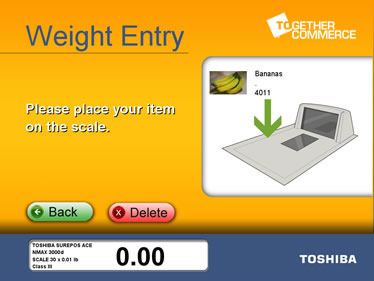 Weight Entry
TOGETHER
COMMERCE
Bananas
-
4011
Please place your item
on the scale.
Back
Delete
TOSHIBA SUREPOS ACE
NMAX 3000d
SCALE 30 x 0.01 lb
Class III
0.00
TOSHIBA